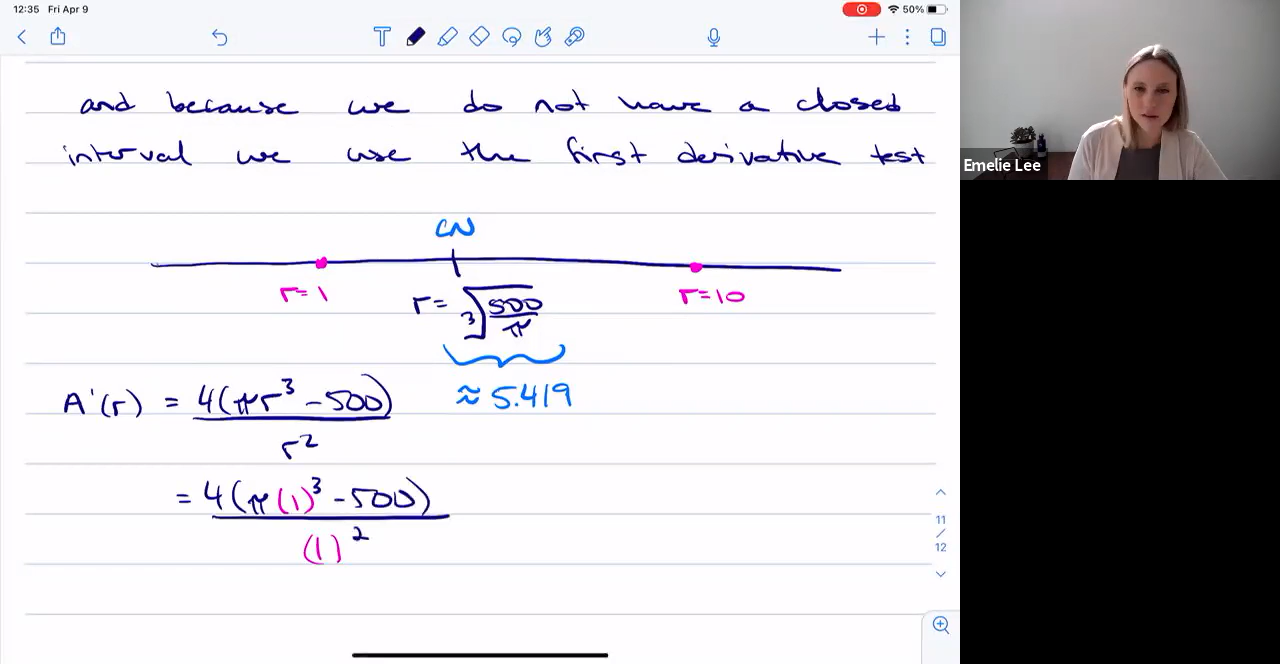 12:35 Fri Apr 9
50%
and because we do not have a closed
interval we use the first derivative test
CN
r=1
r= ∛(500/π)
r=10
≈ 5.419
A'(r) = 4(πr³ - 500) / r²
= 4(π(1)³ - 500) / (1)²
11
/
12
Emelie Lee